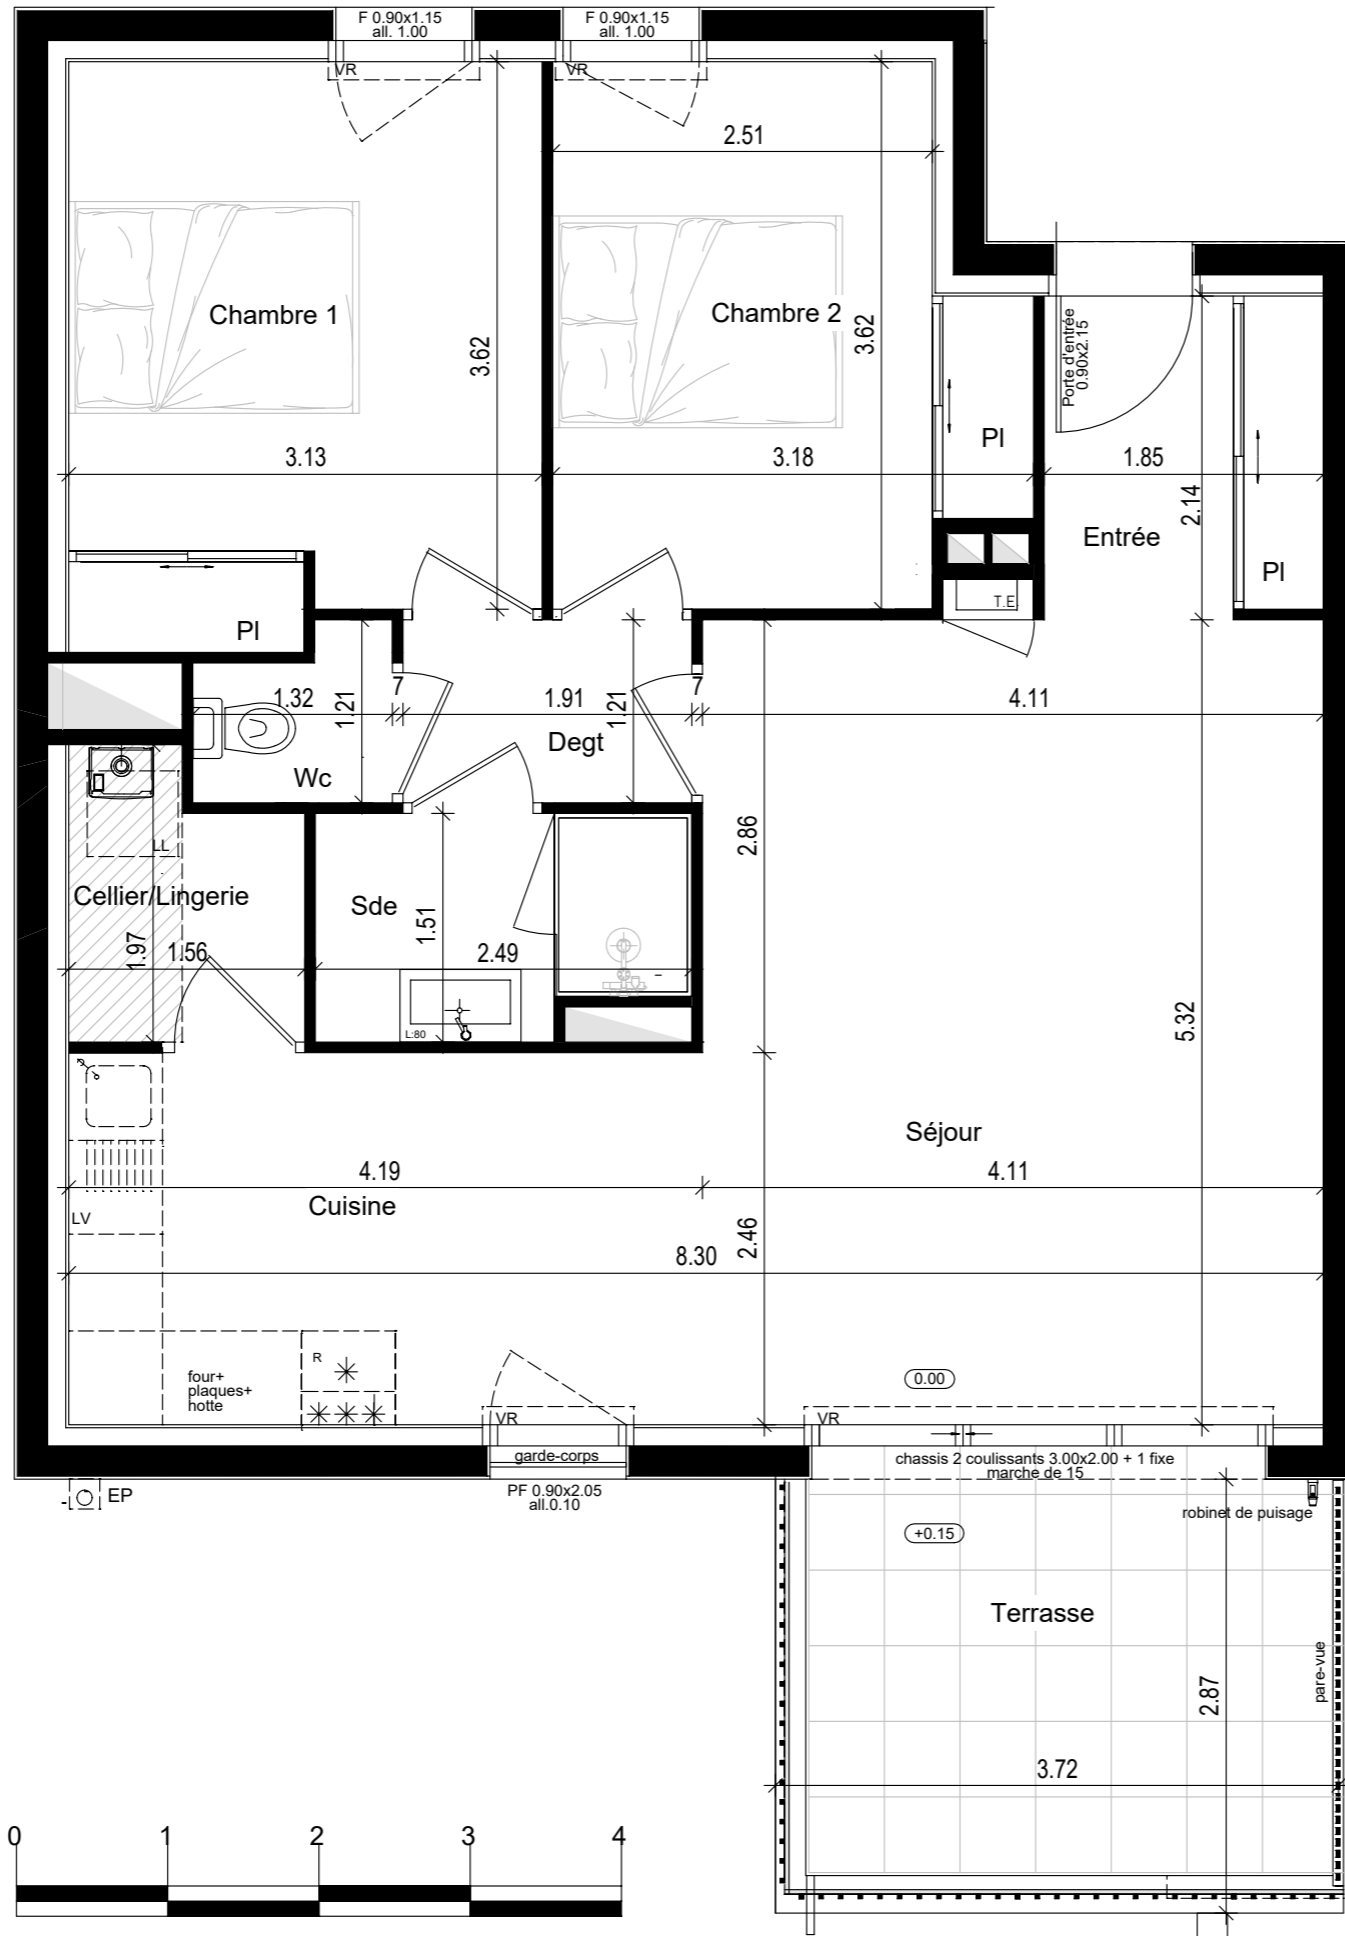 F 0.90x1.15
all. 1.00
F 0.90x1.15
all. 1.00
VR
VR
2.51
Chambre 1
Chambre 2
3.62
3.62
Porte d'entrée
0.90x2.15
3.13
3.18
Pl
1.85
2.14
Entrée
Pl
T.E.
Pl
1.32
1.21
7
1.91
1.21
7
4.11
Degt
Wc
LL
2.86
Cellier/Lingerie
Sde
1.97
1.56
1.51
2.49
L:80
5.32
Séjour
4.19
4.11
Cuisine
LV
2.46
8.30
R
four+
plaques+
hotte
0.00
VR
VR
garde-corps
chassis 2 coulissants 3.00x2.00 + 1 fixe
marche de 15
EP
PF 0.90x2.05
all.0.10
robinet de puisage
+0.15
Terrasse
pare-vue
2.87
3.72
0 1 2 3 4